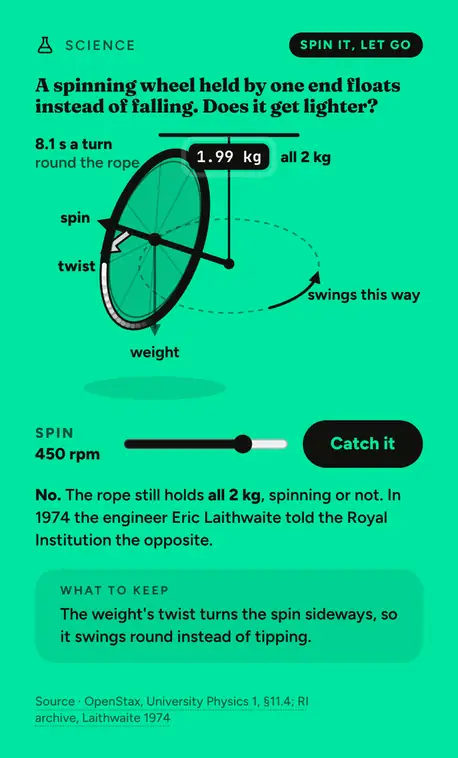 SCIENCE
SPIN IT, LET GO
A spinning wheel held by one end floats
instead of falling. Does it get lighter?
8.1 s a turn
round the rope
1.99 kg
all 2 kg
spin
twist
swings this way
weight
SPIN
450 rpm
Catch it
No. The rope still holds all 2 kg, spinning or not. In
1974 the engineer Eric Laithwaite told the Royal
Institution the opposite.
WHAT TO KEEP
The weight's twist turns the spin sideways, so
it swings round instead of tipping.
Source · OpenStax, University Physics 1, §11.4; RI
archive, Laithwaite 1974